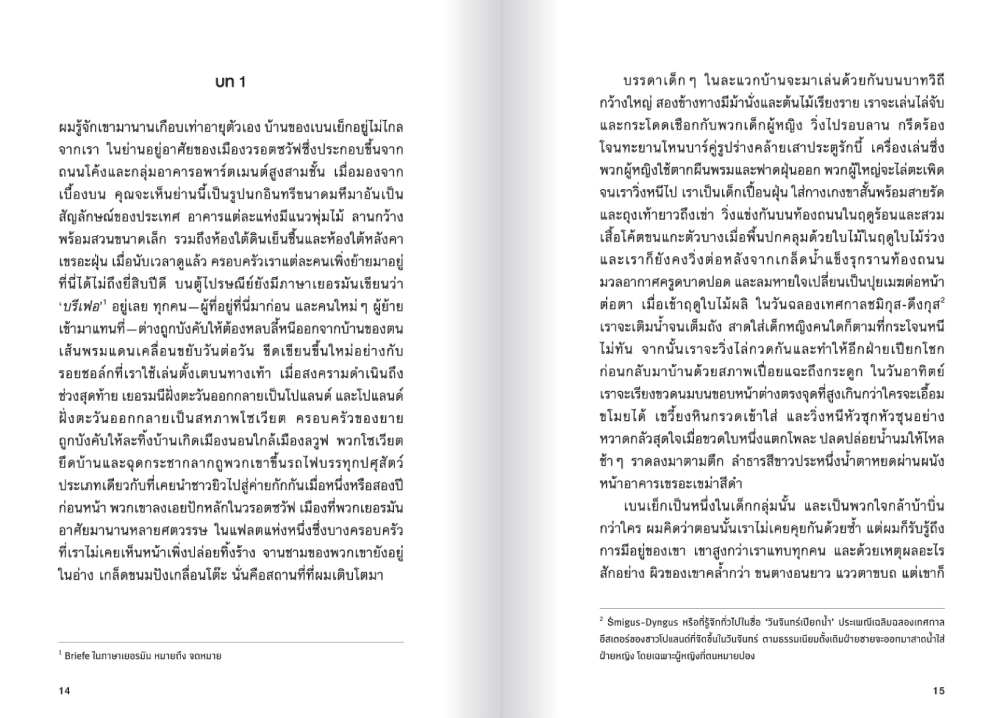 บท 1
ผมรู้จักเขามานานเกือบเท่าอายุตัวเอง บ้านของเบนเย็กอยู่ไม่ไกล
จากเรา ในย่านอยู่อาศัยของเมืองวรอตซวัฟซึ่งประกอบขึ้นจาก
ถนนโค้งและกลุ่มอาคารอพาร์ตเมนต์สูงสามชั้น เมื่อมองจาก
เบื้องบน คุณจะเห็นย่านนี้เป็นรูปนกอินทรีขนาดมหึมาอันเป็น
สัญลักษณ์ของประเทศ อาคารแต่ละแห่งมีแนวพุ่มไม้ ลานกว้าง
พร้อมสวนขนาดเล็ก รวมถึงห้องใต้ดินเย็นชื้นและห้องใต้หลังคา
เขรอะฝุ่น เมื่อนับเวลาดูแล้ว ครอบครัวเราแต่ละคนเพิ่งย้ายมาอยู่
ที่นี่ได้ไม่ถึงยี่สิบปีดี บนตู้ไปรษณีย์ยังมีภาษาเยอรมันเขียนว่า
‘บรีเฟอ’¹ อยู่เลย ทุกคน—ผู้ที่อยู่ที่นี่มาก่อน และคนใหม่ๆ ผู้ย้าย
เข้ามาแทนที่—ต่างถูกบังคับให้ต้องหลบลี้หนีออกจากบ้านของตน
เส้นพรมแดนเคลื่อนขยับวันต่อวัน ขีดเขียนขึ้นใหม่อย่างกับ
รอยชอล์กที่เราใช้เล่นตั้งเตบนทางเท้า เมื่อสงครามดำเนินถึง
ช่วงสุดท้าย เยอรมนีฝั่งตะวันออกกลายเป็นโปแลนด์ และโปแลนด์
ฝั่งตะวันออกกลายเป็นสหภาพโซเวียต ครอบครัวของยาย
ถูกบังคับให้ละทิ้งบ้านเกิดเมืองนอนใกล้เมืองลวูฟ พวกโซเวียต
ยึดบ้านและฉุดกระชากลากถูพวกเขาขึ้นรถไฟบรรทุกปศุสัตว์
ประเภทเดียวกับที่เคยนำชาวยิวไปสู่ค่ายกักกันเมื่อหนึ่งหรือสองปี
ก่อนหน้า พวกเขาลงเอยปักหลักในวรอตซวัฟ เมืองที่พวกเยอรมัน
อาศัยมานานหลายศตวรรษ ในแฟลตแห่งหนึ่งซึ่งบางครอบครัว
ที่เราไม่เคยเห็นหน้าเพิ่งปล่อยทิ้งร้าง จานชามของพวกเขายังอยู่
ในอ่าง เกล็ดขนมปังเกลื่อนโต๊ะ นั่นคือสถานที่ที่ผมเติบโตมา
¹ Briefe ในภาษาเยอรมัน หมายถึง จดหมาย
14
บรรดาเด็กๆ ในละแวกบ้านจะมาเล่นด้วยกันบนบาทวิถี
กว้างใหญ่ สองข้างทางมีม้านั่งและต้นไม้เรียงราย เราจะเล่นไล่จับ
และกระโดดเชือกกับพวกเด็กผู้หญิง วิ่งไปรอบลาน กรีดร้อง
โจนทะยานโหนบาร์คู่รูปร่างคล้ายเสาประตูรักบี้ เครื่องเล่นซึ่ง
พวกผู้หญิงใช้ตากผืนพรมและฟาดฝุ่นออก พวกผู้ใหญ่จะไล่ตะเพิด
จนเราวิ่งหนีไป เราเป็นเด็กเปื้อนฝุ่น ใส่กางเกงขาสั้นพร้อมสายรัด
และถุงเท้ายาวถึงเข่า วิ่งแข่งกันบนท้องถนนในฤดูร้อนและสวม
เสื้อโค้ตขนแกะตัวบางเมื่อพื้นปกคลุมด้วยใบไม้ในฤดูใบไม้ร่วง
และเราก็ยังคงวิ่งต่อหลังจากเกล็ดน้ำแข็งรุกรานท้องถนน
มวลอากาศครูดบาดปอด และลมหายใจเปลี่ยนเป็นปุยเมฆต่อหน้า
ต่อตา เมื่อเข้าฤดูใบไม้ผลิ ในวันฉลองเทศกาลชมิกุส-ดึงกุส²
เราจะเติมน้ำจนเต็มถัง สาดใส่เด็กหญิงคนใดก็ตามที่กระโจนหนี
ไม่ทัน จากนั้นเราจะวิ่งไล่กวดกันและทำให้อีกฝ่ายเปียกโชก
ก่อนกลับมาบ้านด้วยสภาพเปื่อยแฉะถึงกระดูก ในวันอาทิตย์
เราจะเรียงขวดนมบนขอบหน้าต่างตรงจุดที่สูงเกินกว่าใครจะเอื้อม
ขโมยได้ เขวี้ยงหินกรวดเข้าใส่ และวิ่งหนีหัวซุกหัวซุนอย่าง
หวาดกลัวสุดใจเมื่อขวดใบหนึ่งแตกโพละ ปลดปล่อยน้ำนมให้ไหล
ช้าๆ ราดลงมาตามตึก ลำธารสีขาวประหนึ่งน้ำตาหยดผ่านผนัง
หน้าอาคารเขรอะเขม่าสีดำ
เบนเย็กเป็นหนึ่งในเด็กกลุ่มนั้น และเป็นพวกใจกล้าบ้าบิ่น
กว่าใคร ผมคิดว่าตอนนั้นเราไม่เคยคุยกันด้วยซ้ำ แต่ผมก็รับรู้ถึง
การมีอยู่ของเขา เขาสูงกว่าเราแทบทุกคน และด้วยเหตุผลอะไร
สักอย่าง ผิวของเขาคล้ำกว่า ขนตางอนยาว แววตาขบถ แต่เขาก็
² Śmigus-Dyngus หรือที่รู้จักทั่วไปในชื่อ ‘วันจันทร์เปียกน้ำ’ ประเพณีเฉลิมฉลองเทศกาล
อีสเตอร์ของชาวโปแลนด์ที่จัดขึ้นในวันจันทร์ ตามธรรมเนียมดั้งเดิมฝ่ายชายจะออกมาสาดน้ำใส่
ฝ่ายหญิง โดยเฉพาะผู้หญิงที่ตนหมายปอง
15